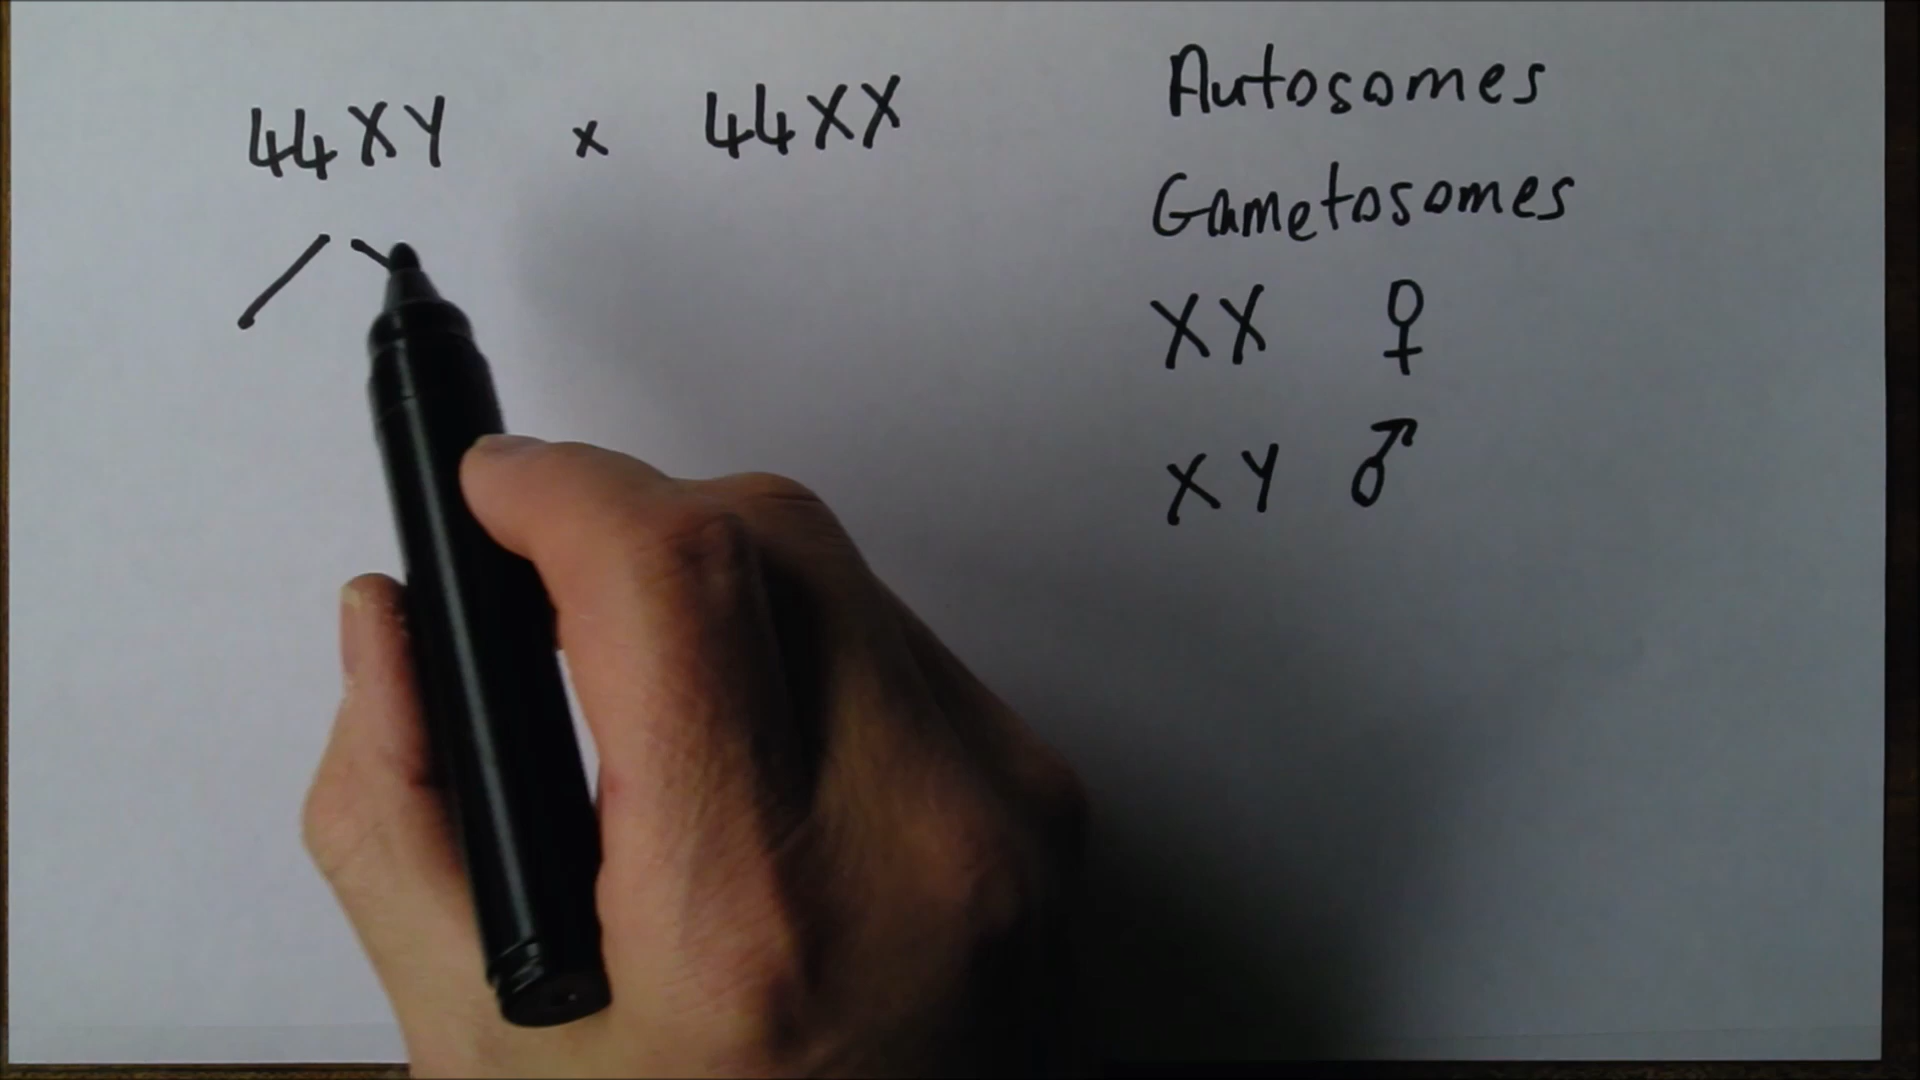 44XY x 44XX
Autosomes
Gametosomes
XX ♀
XY ♂